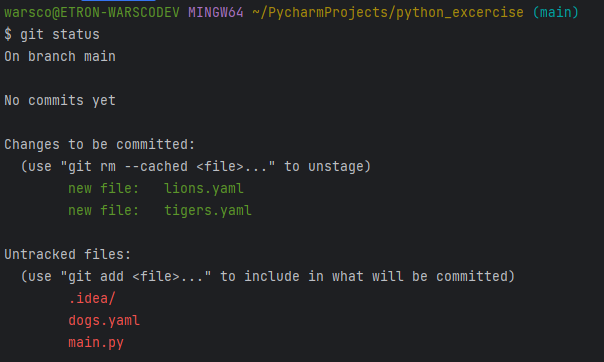 warsco@ETRON-WARSCODEV MINGW64 ~/PycharmProjects/python_excercise (main)
$ git status
On branch main
No commits yet
Changes to be committed:
  (use "git rm --cached <file>..." to unstage)
        new file:   lions.yaml
        new file:   tigers.yaml
Untracked files:
  (use "git add <file>..." to include in what will be committed)
        .idea/
        dogs.yaml
        main.py